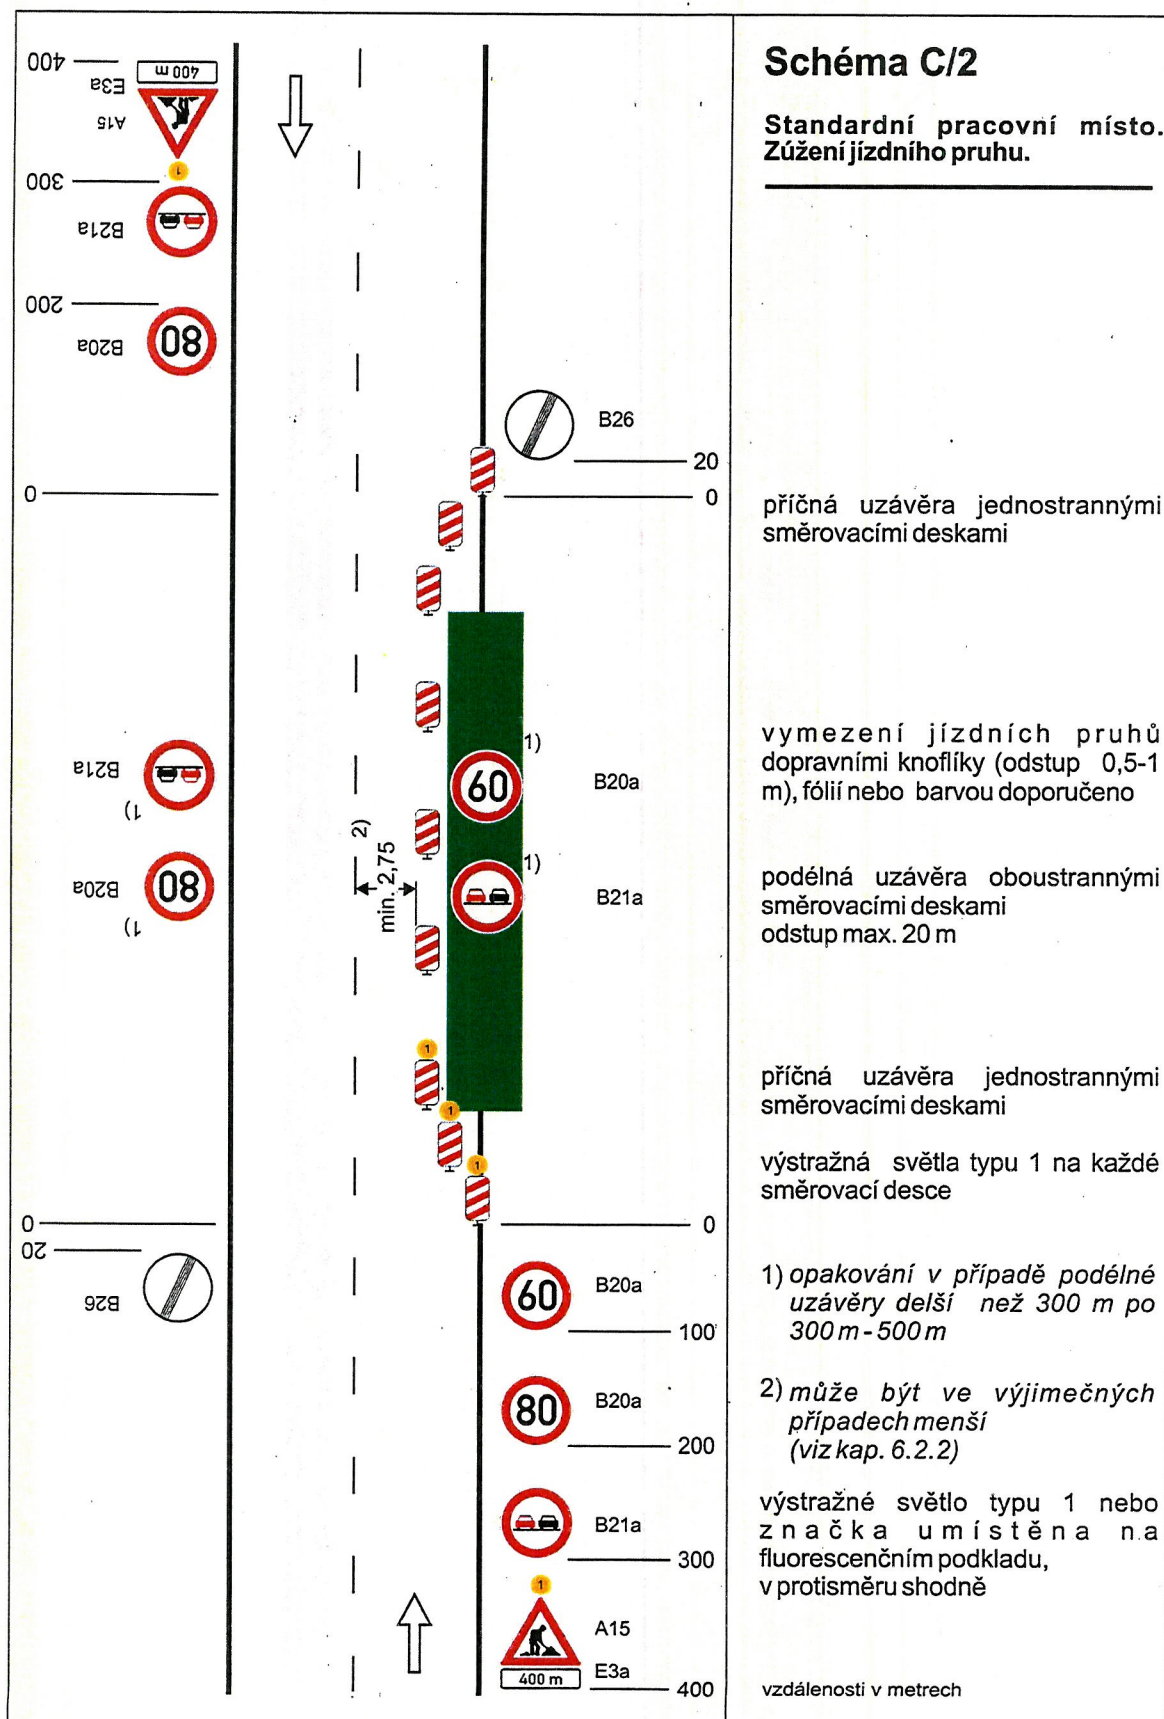 Schéma C/2
Standardní pracovní místo.
Zúžení jízdního pruhu.
400
400 m
E3a
A15
1
300
B21a
200
B20a
80
B26
20
0
0
příčná uzávěra jednostrannými
směrovacími deskami
vymezení jízdních pruhů
dopravními knoflíky (odstup 0,5-1
m), fólií nebo barvou doporučeno
1)
60
B20a
B21a
1)
80
B20a
1)
2)
min. 2,75
1)
B21a
podélná uzávěra oboustrannými
směrovacími deskami
odstup max. 20 m
1
1
1
příčná uzávěra jednostrannými
směrovacími deskami
výstražná světla typu 1 na každé
směrovací desce
0
0
20
B26
60
B20a
100
1) opakování v případě podélné
uzávěry delší než 300 m po
300 m - 500 m
80
B20a
200
2) může být ve výjimečných
případech menší
(viz kap. 6.2.2)
B21a
300
výstražné světlo typu 1 nebo
značka umístěna na
fluorescenčním podkladu,
v protisměru shodně
1
A15
E3a
400 m
400
vzdálenosti v metrech